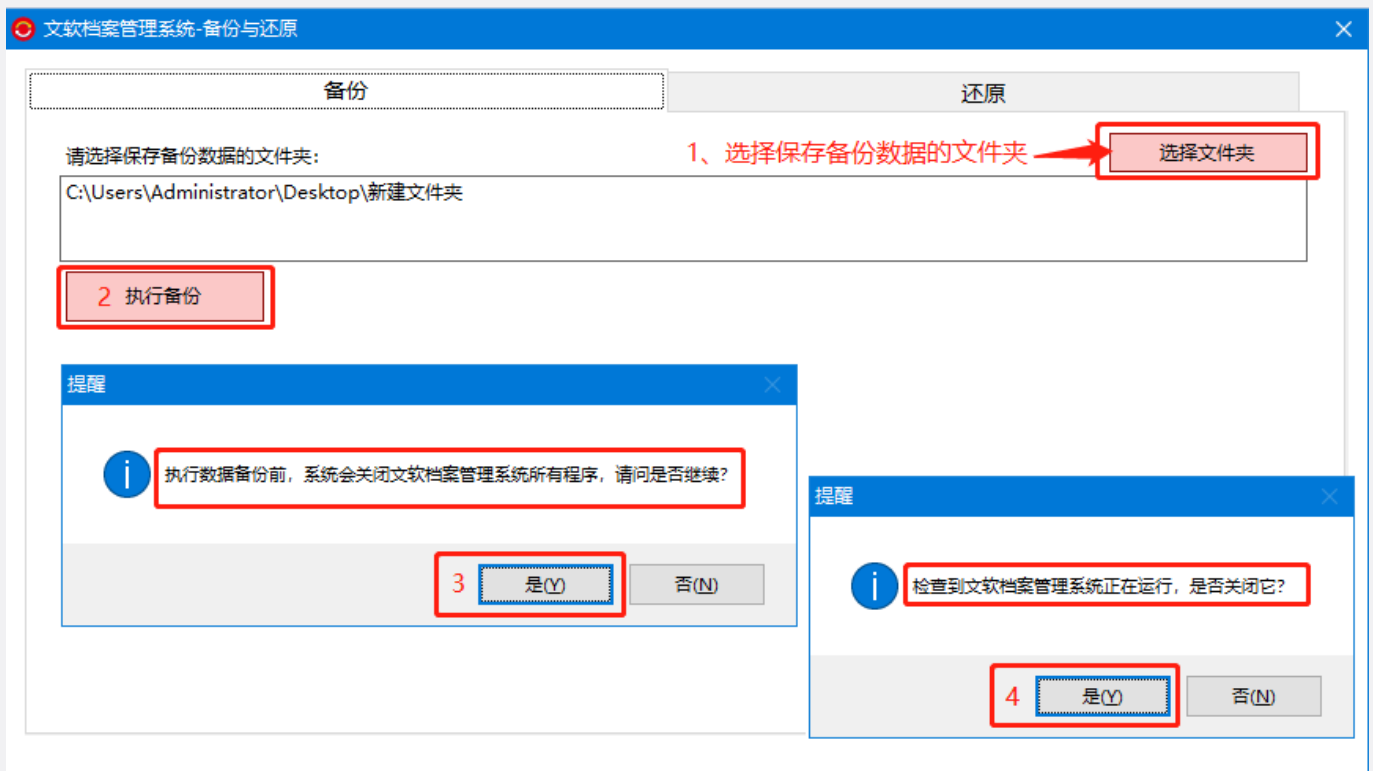 文软档案管理系统-备份与还原
备份
还原
请选择保存备份数据的文件夹：
1、选择保存备份数据的文件夹
选择文件夹
C:\Users\Administrator\Desktop\新建文件夹
2 执行备份
提醒
执行数据备份前，系统会关闭文软档案管理系统所有程序，请问是否继续？
3 是(Y)
否(N)
提醒
检查到文软档案管理系统正在运行，是否关闭它？
4 是(Y)
否(N)